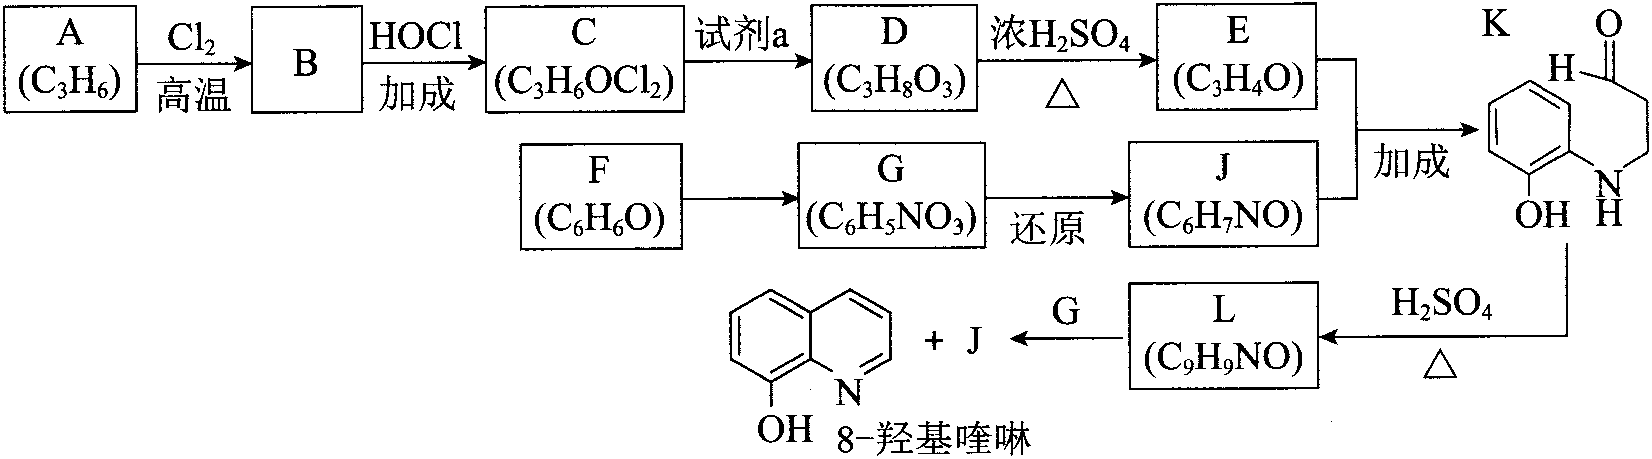 A
(C₃H₆)
Cl₂
高温
B
HOCl
加成
C
(C₃H₆OCl₂)
试剂a
D
(C₃H₈O₃)
浓H₂SO₄
△
E
(C₃H₄O)
F
(C₆H₆O)
G
(C₆H₅NO₃)
还原
J
(C₆H₇NO)
加成
K
O
H
N
H
OH
H₂SO₄
△
L
(C₉H₉NO)
G
+ J
N
OH
8-羟基喹啉